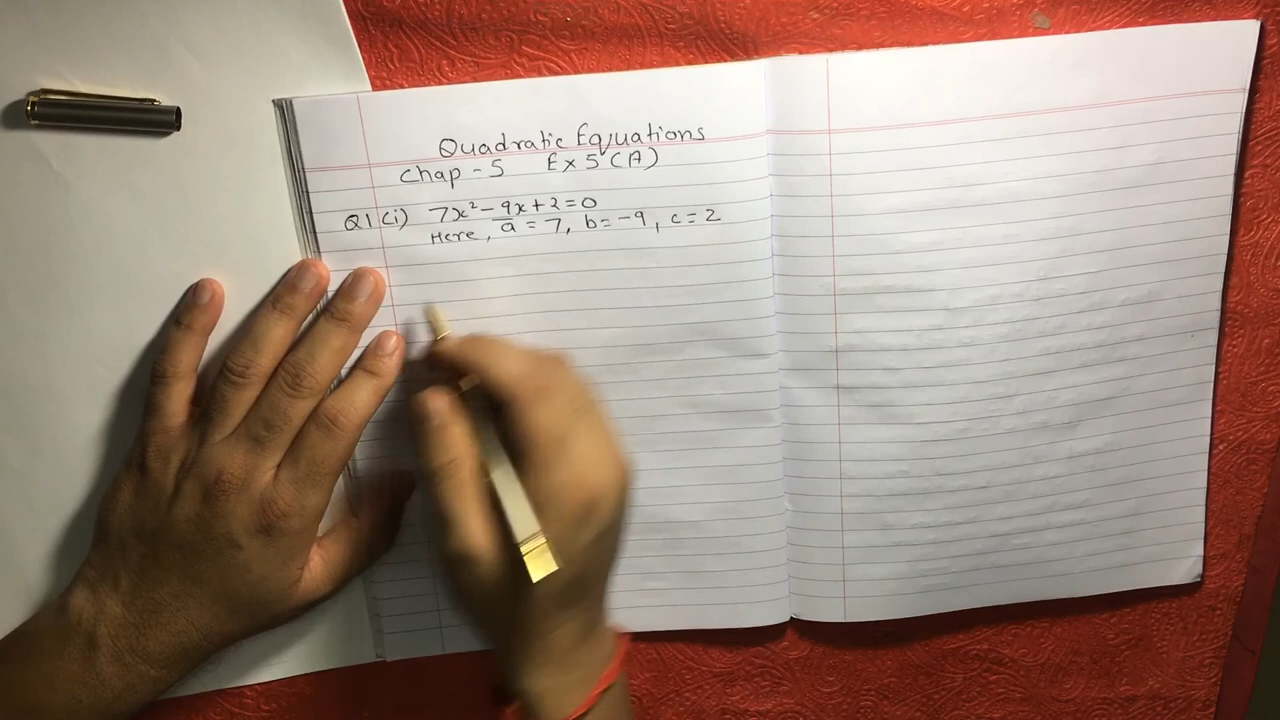 Quadratic Equations
Chap - 5 Ex 5 (A)
Q1 (i) 7x² - 9x + 2 = 0
Here, a = 7, b = -9, c = 2